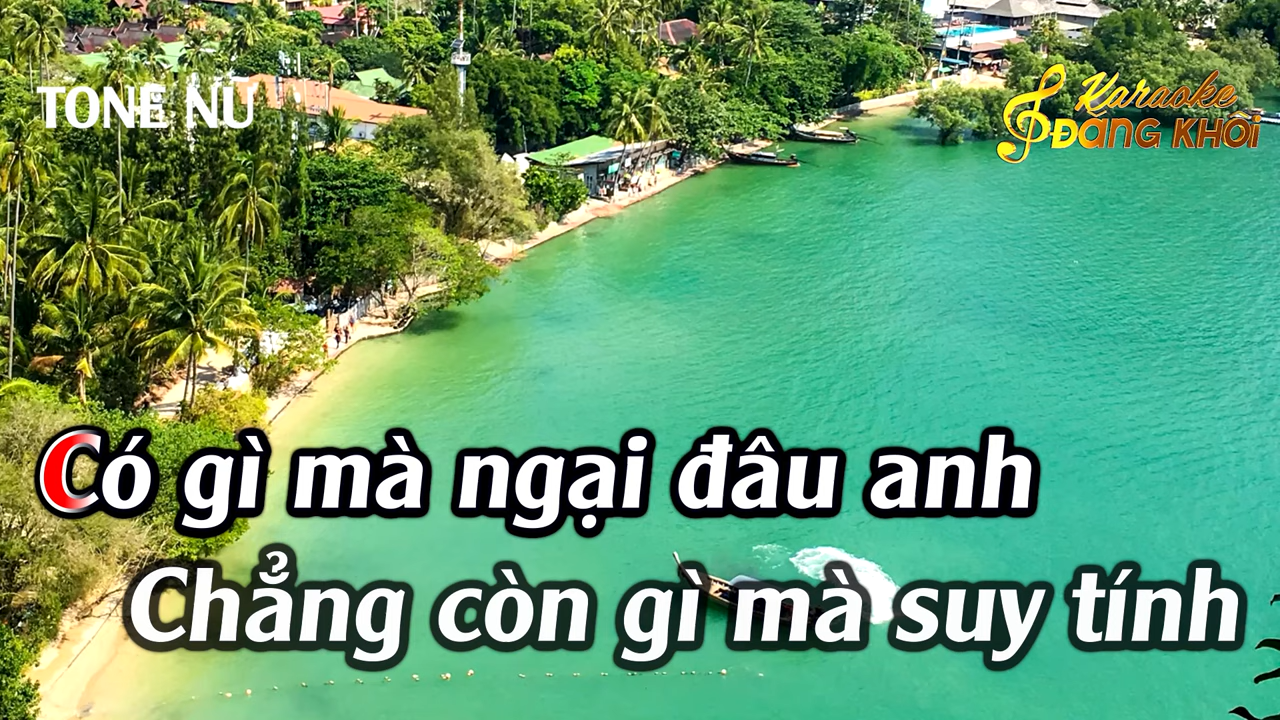 TONE NỮ
Karaoke
ĐĂNG KHÔI
Có gì mà ngại đâu anh
Chẳng còn gì mà suy tính